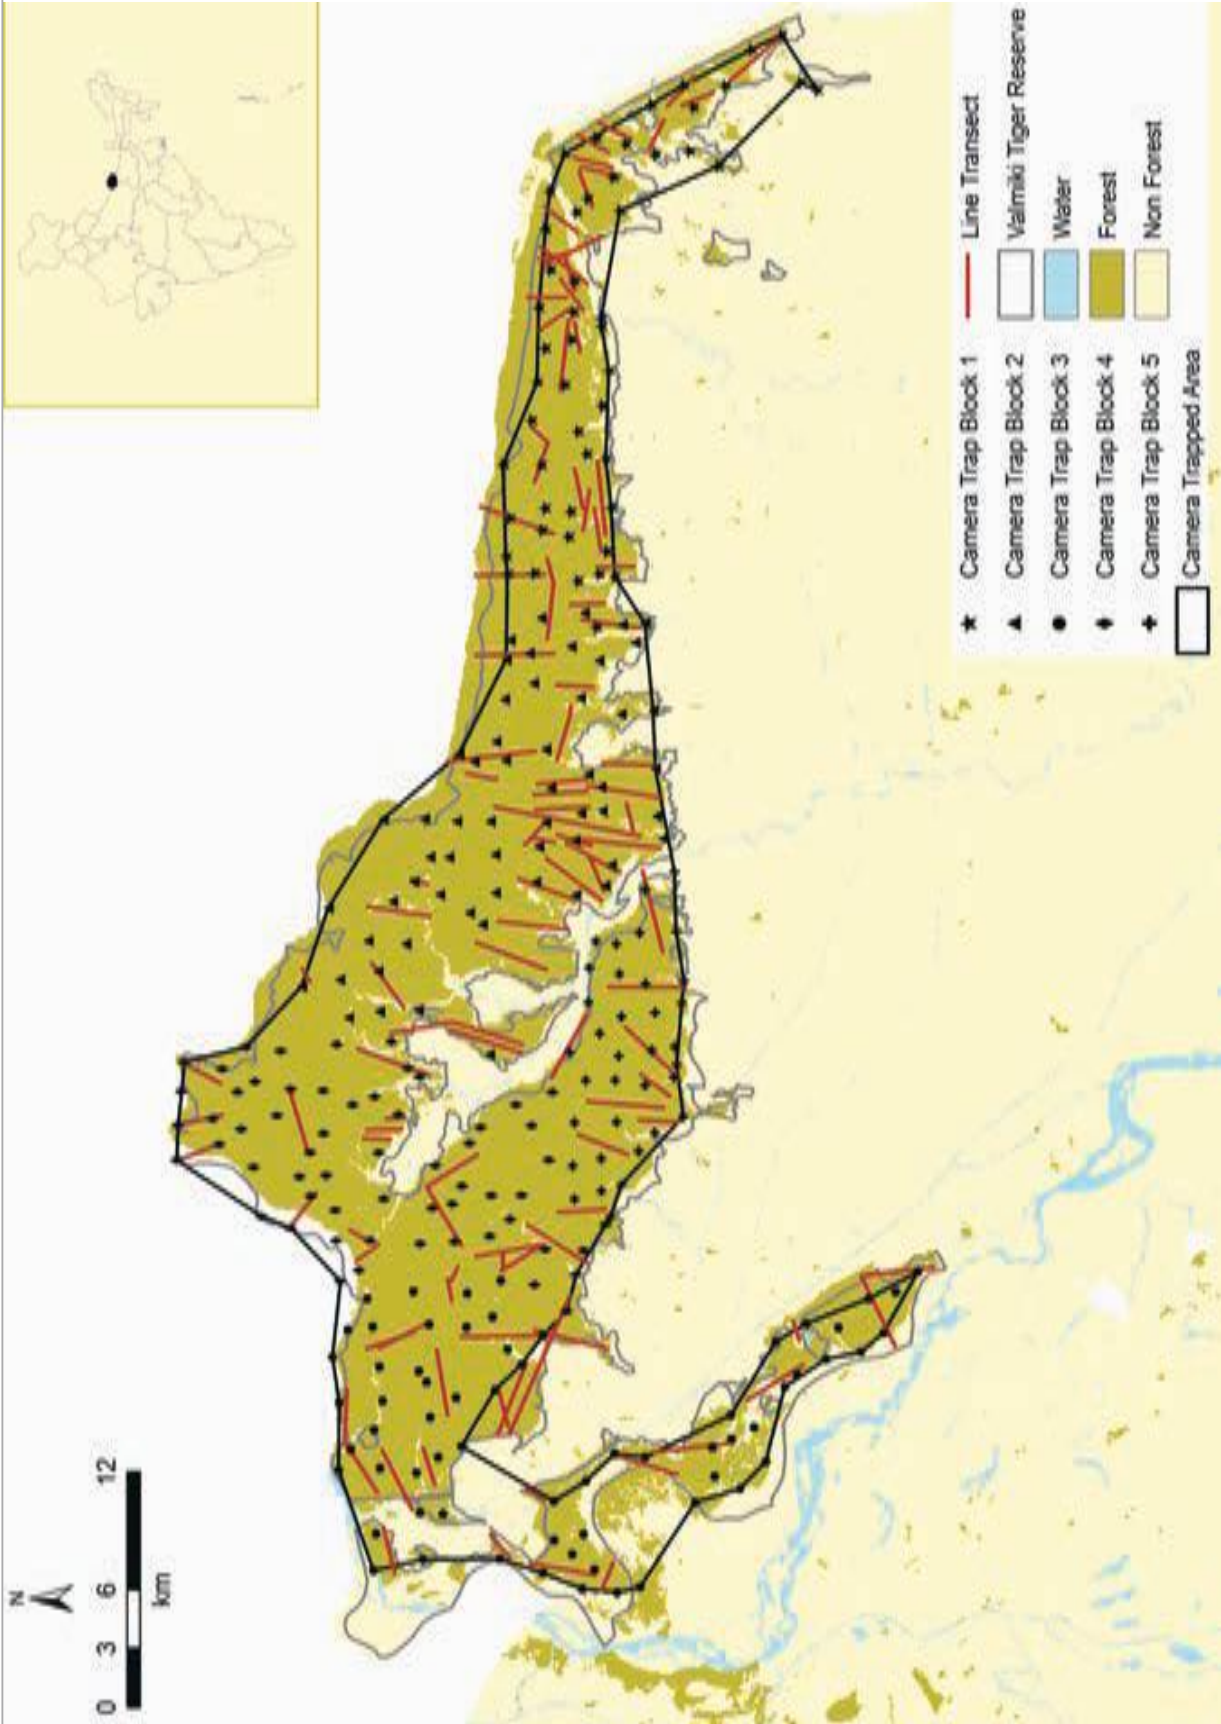 N
0 3 6 12
km
Camera Trap Block 1
Camera Trap Block 2
Camera Trap Block 3
Camera Trap Block 4
Camera Trap Block 5
Camera Trapped Area
Line Transect
Valmiki Tiger Reserve
Water
Forest
Non Forest